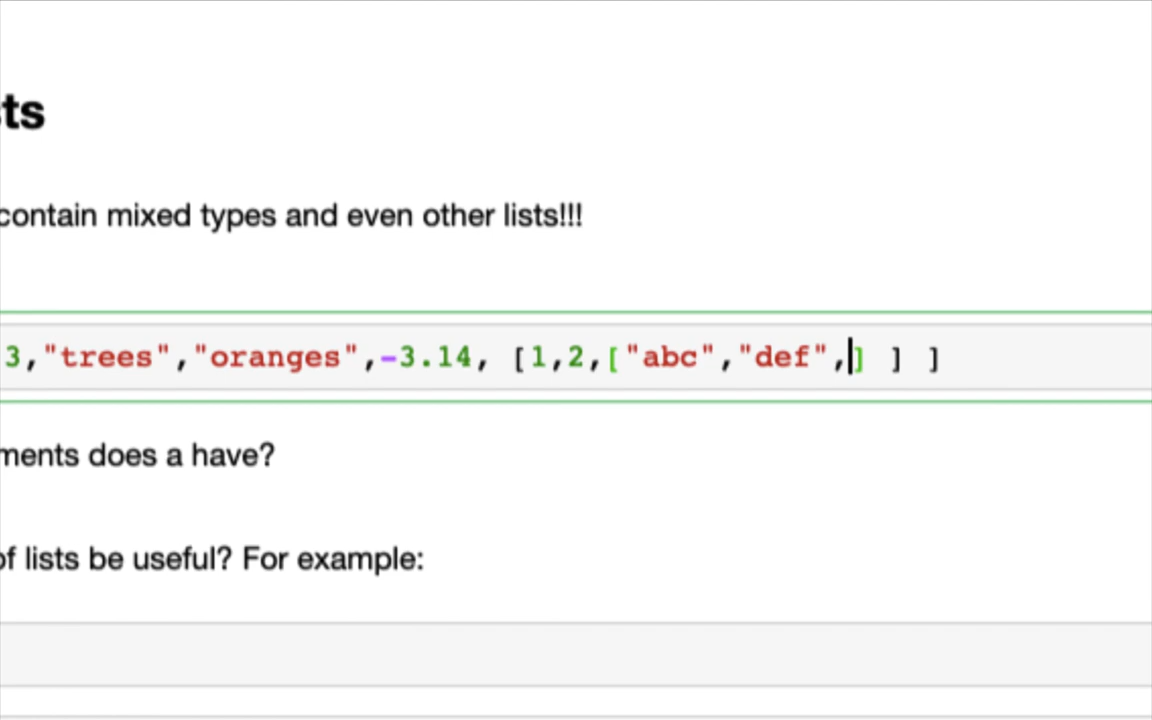 sts
contain mixed types and even other lists!!!
3,"trees","oranges",-3.14, [1,2,["abc","def",] ] ]
ments does a have?
of lists be useful? For example: